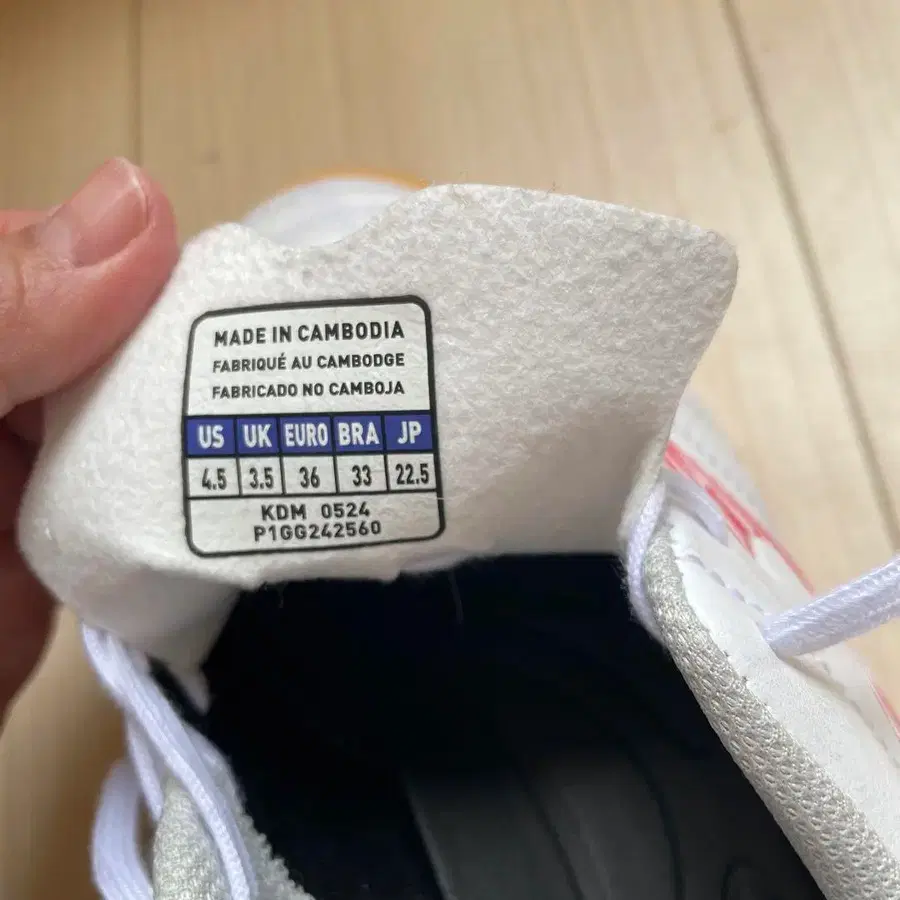 MADE IN CAMBODIA
FABRIQUÉ AU CAMBODGE
FABRICADO NO CAMBOJA
US UK EURO BRA JP
4.5 3.5 36 33 22.5
KDM 0524
P1GG242560